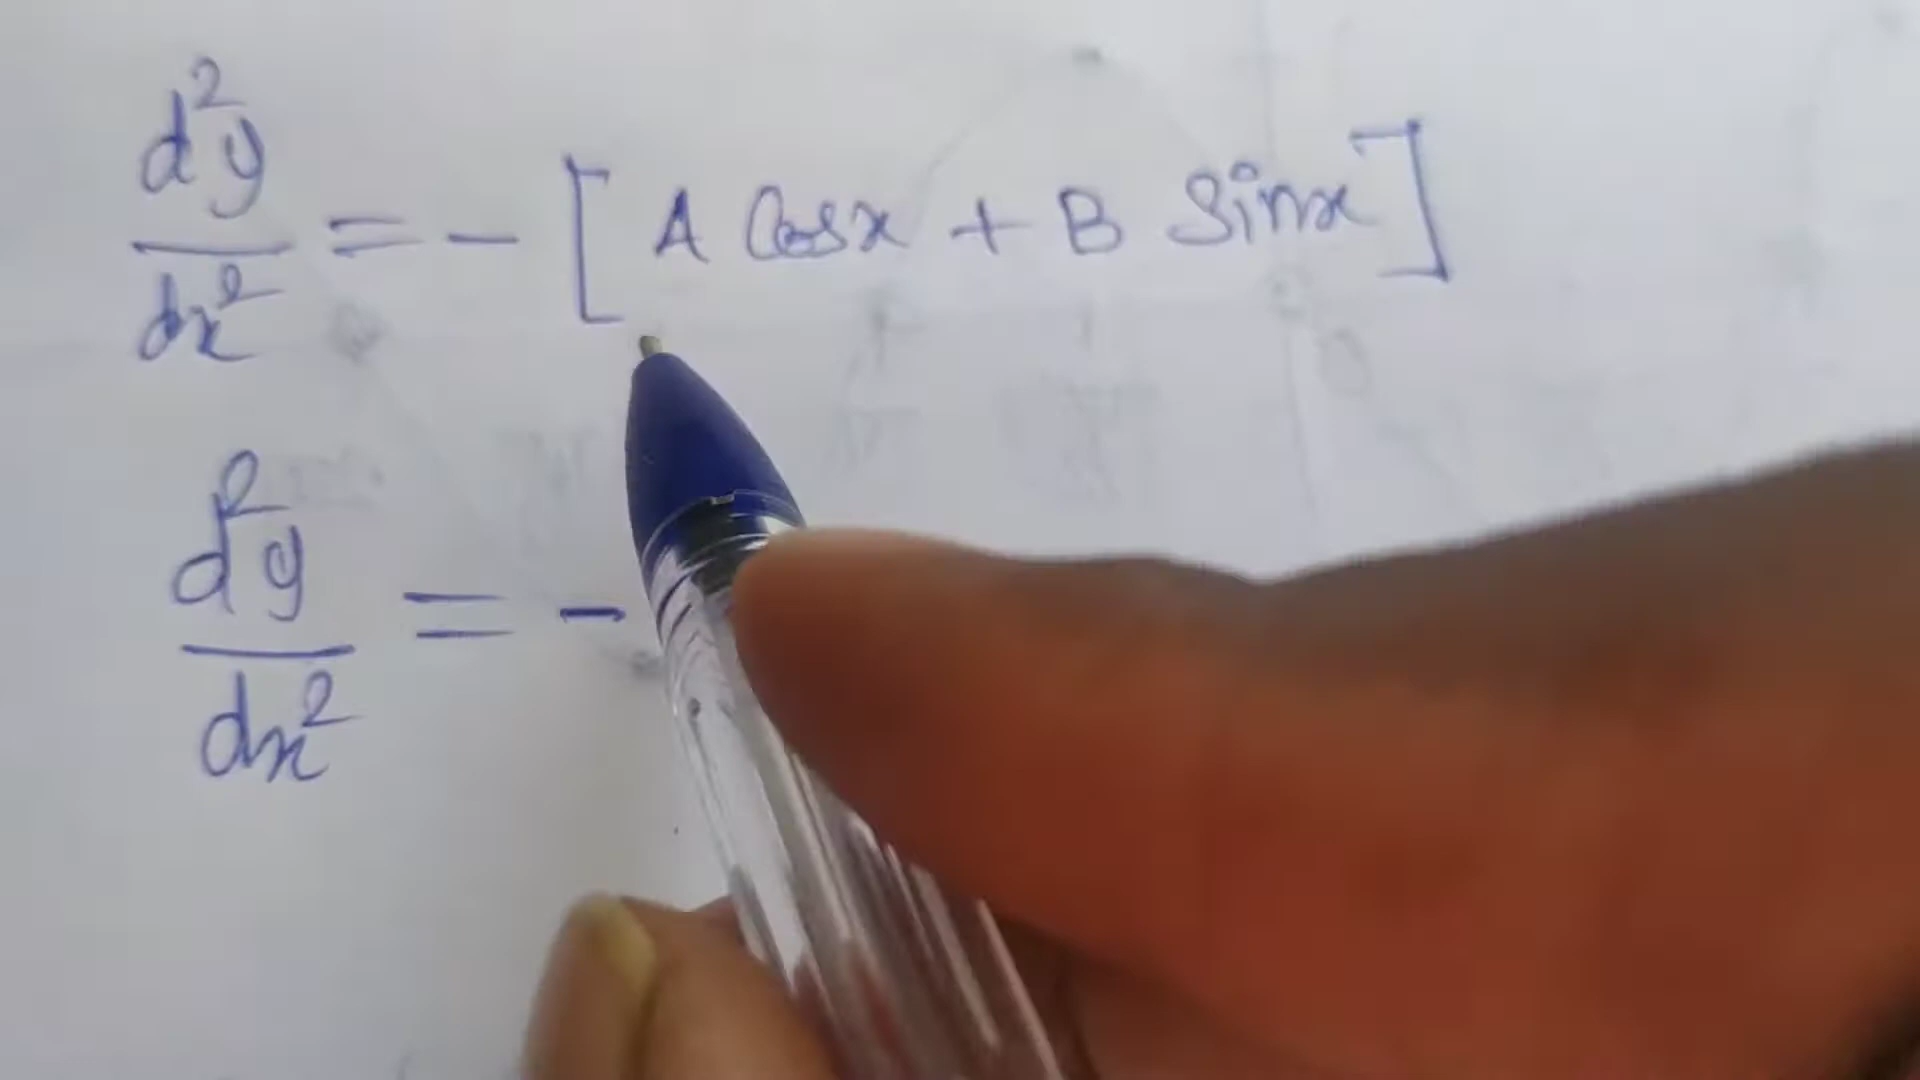 d²y/dx² = - [ A Cosx + B Sinx ]
d²y/dx² = -